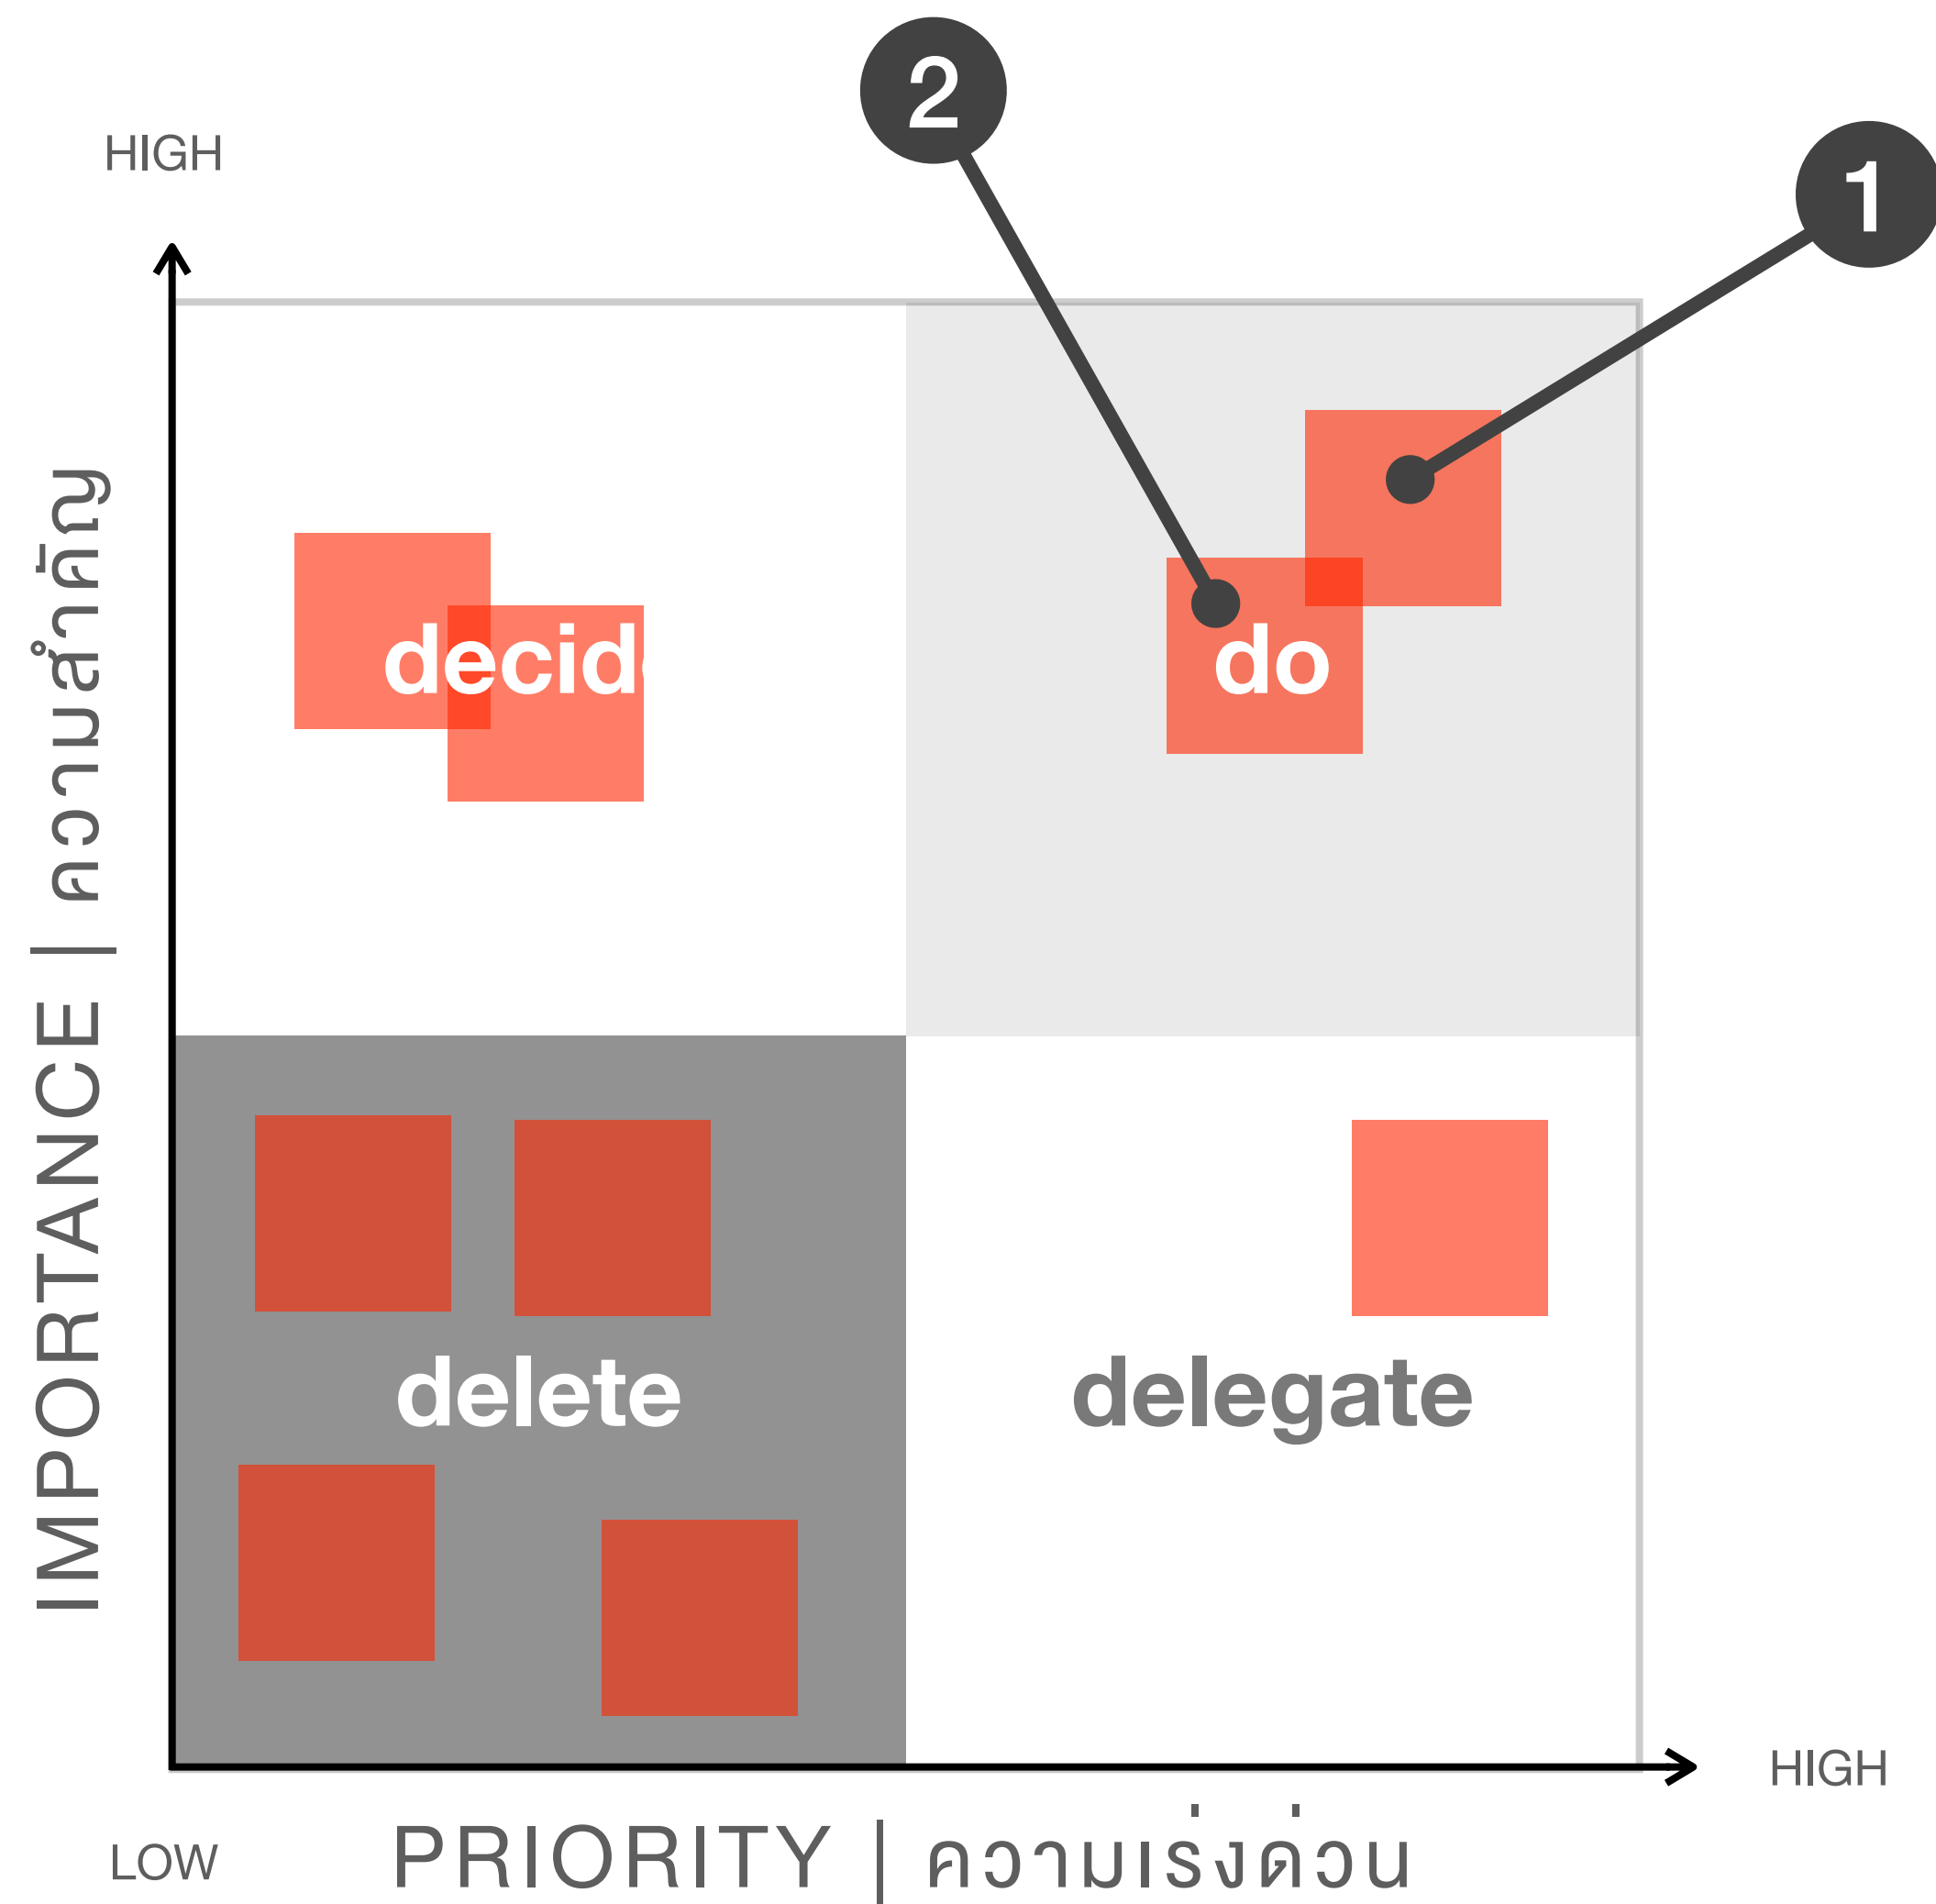 2
1
HIGH
IMPORTANCE | ความสำคัญ
decid
do
delete
delegate
HIGH
LOW
PRIORITY | ความเร่งด่วน